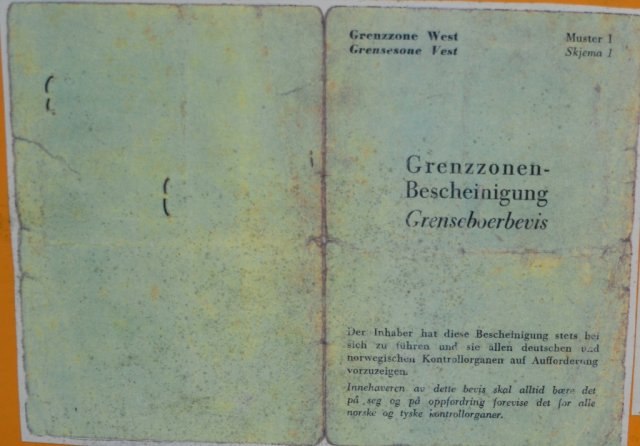 Grenzzone West
Grensesone Vest
Muster 1
Skjema 1
Grenzzonen-
Bescheinigung
Grenseboerbevis
Der Inhaber hat diese Bescheinigung stets bei
sich zu führen und sie allen deutschen und
norwegischen Kontrollorganen auf Aufforderung
vorzuzeigen.
Innehaveren av dette bevis skal alltid bære det
på seg og på oppfordring forevise det for alle
norske og tyske kontrollorganer.